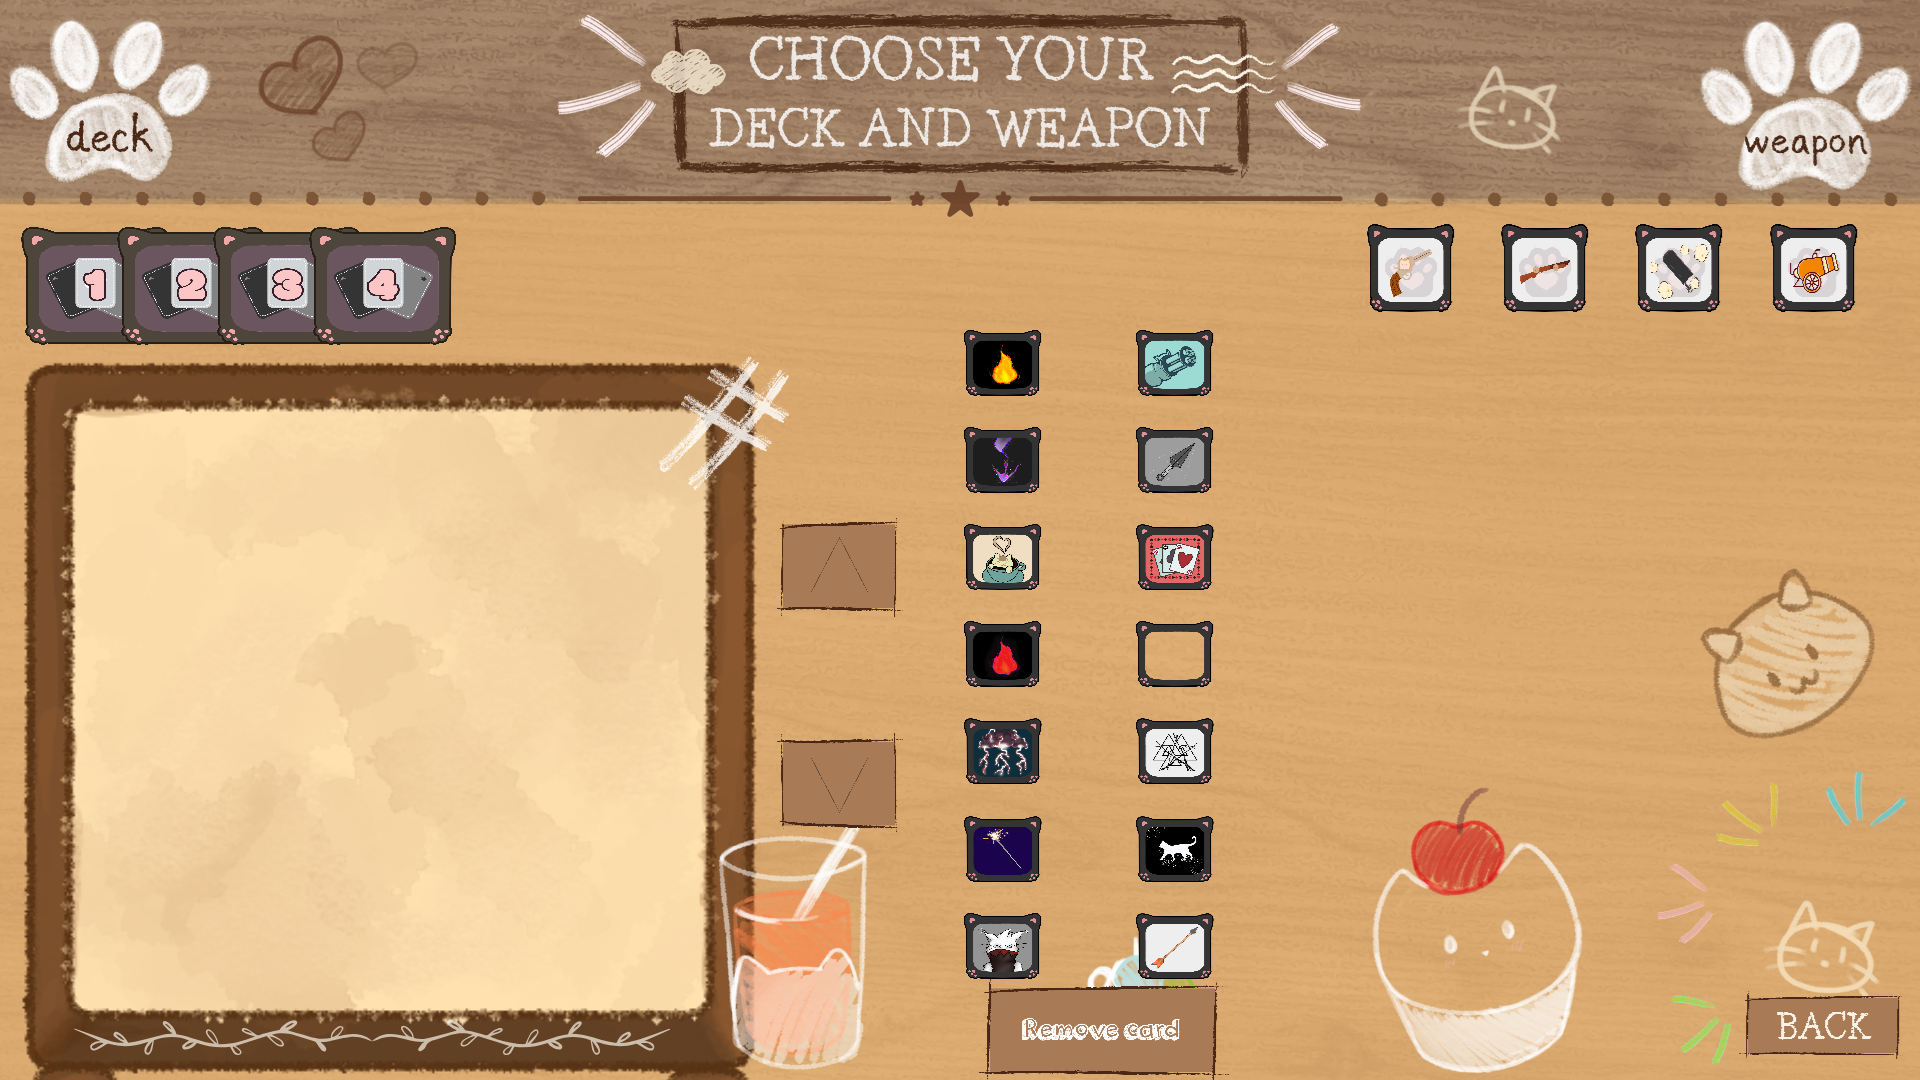 CHOOSE YOUR
DECK AND WEAPON
deck
weapon
1 2 3 4
Remove card
BACK